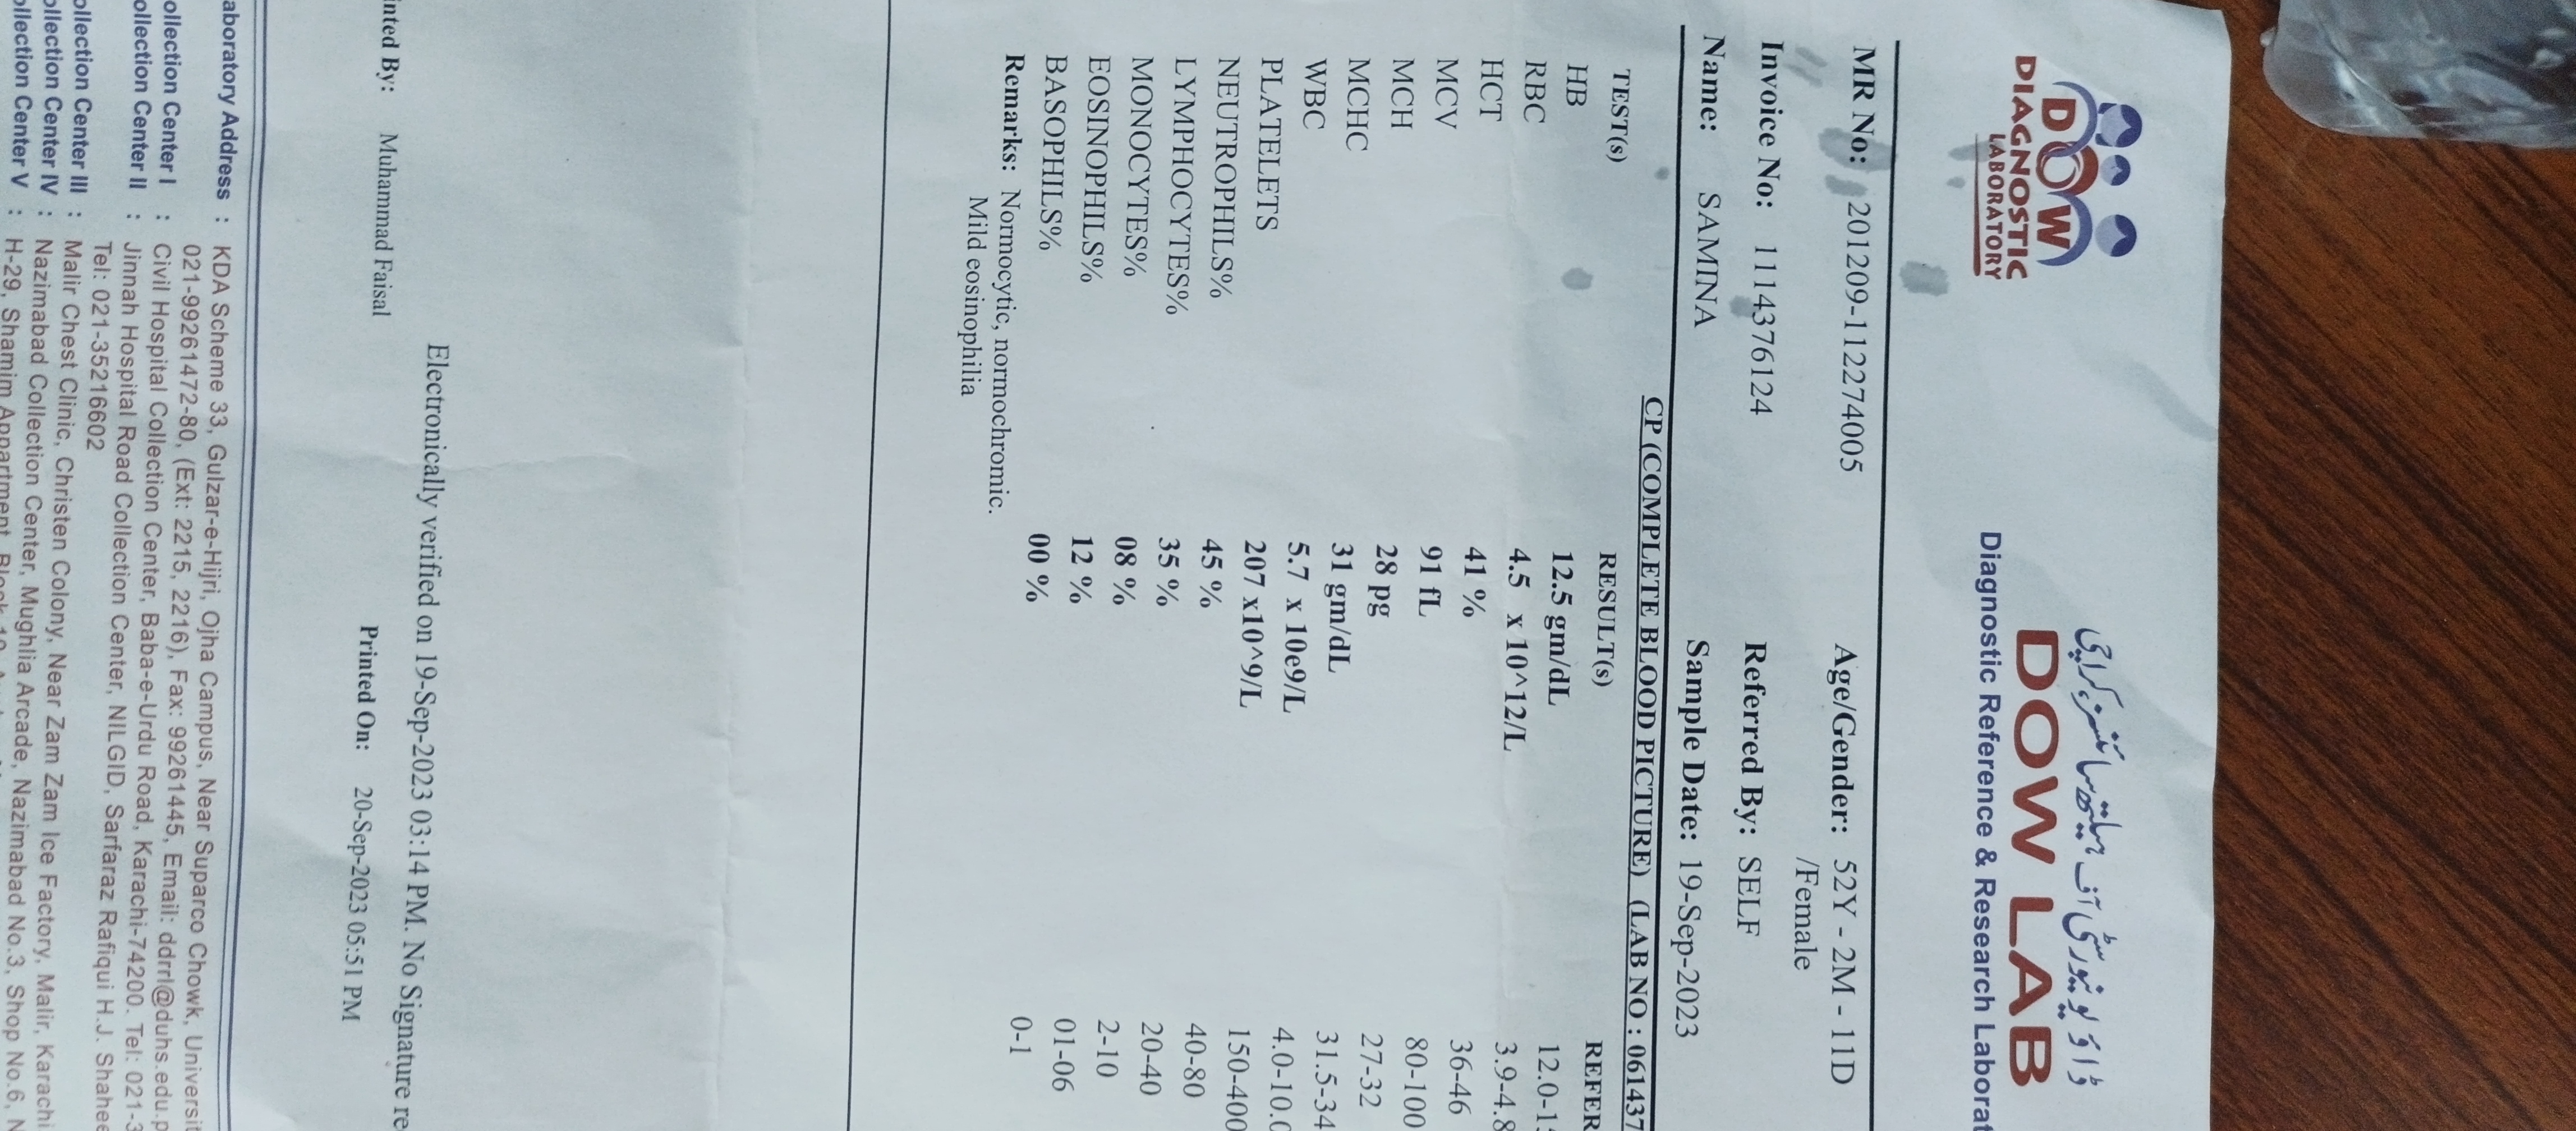 DOW
DIAGNOSTIC
LABORATORY
ڈاؤ یونیورسٹی آف ہیلتھ سائنسز، کراچی
DOW LAB
Diagnostic Reference & Research Laborat
MR No: 201209-1122274005 Age/Gender: 52Y - 2M - 11D
/Female
Invoice No: 1114376124 Referred By: SELF
Name: SAMINA Sample Date: 19-Sep-2023
CP (COMPLETE BLOOD PICTURE) (LAB NO : 061437
TEST(s) RESULT(s) REFER
HB 12.5 gm/dL 12.0-1
RBC 4.5 x 10^12/L 3.9-4.8
HCT 41 % 36-46
MCV 91 fL 80-100
MCH 28 pg 27-32
MCHC 31 gm/dL 31.5-34
WBC 5.7 x 10e9/L 4.0-10.0
PLATELETS 207 x10^9/L 150-400
NEUTROPHILS% 45 % 40-80
LYMPHOCYTES% 35 % 20-40
MONOCYTES% 08 % 2-10
EOSINOPHILS% 12 % 01-06
BASOPHILS% 00 % 0-1
Remarks: Normocytic, normochromic.
Mild eosinophilia
Electronically verified on 19-Sep-2023 03:14 PM. No Signature re
inted By: Muhammad Faisal Printed On: 20-Sep-2023 05:51 PM
aboratory Address : KDA Scheme 33, Gulzar-e-Hijri, Ojha Campus, Near Suparco Chowk, Universit
021-99261472-80, (Ext: 2215, 2216), Fax: 99261445, Email: ddrrl@duhs.edu.p
ollection Center I : Civil Hospital Collection Center, Baba-e-Urdu Road, Karachi-74200. Tel: 021-3
ollection Center II : Jinnah Hospital Road Collection Center, NILGID, Sarfaraz Rafiqui H.J. Shahee
Tel: 021-35216602
ollection Center III : Malir Chest Clinic, Christen Colony, Near Zam Zam Ice Factory, Malir, Karachi
ollection Center IV : Nazimabad Collection Center, Mughlia Arcade, Nazimabad No.3, Shop No.6, N
ollection Center V : H-29, Shamim Appartment, Block